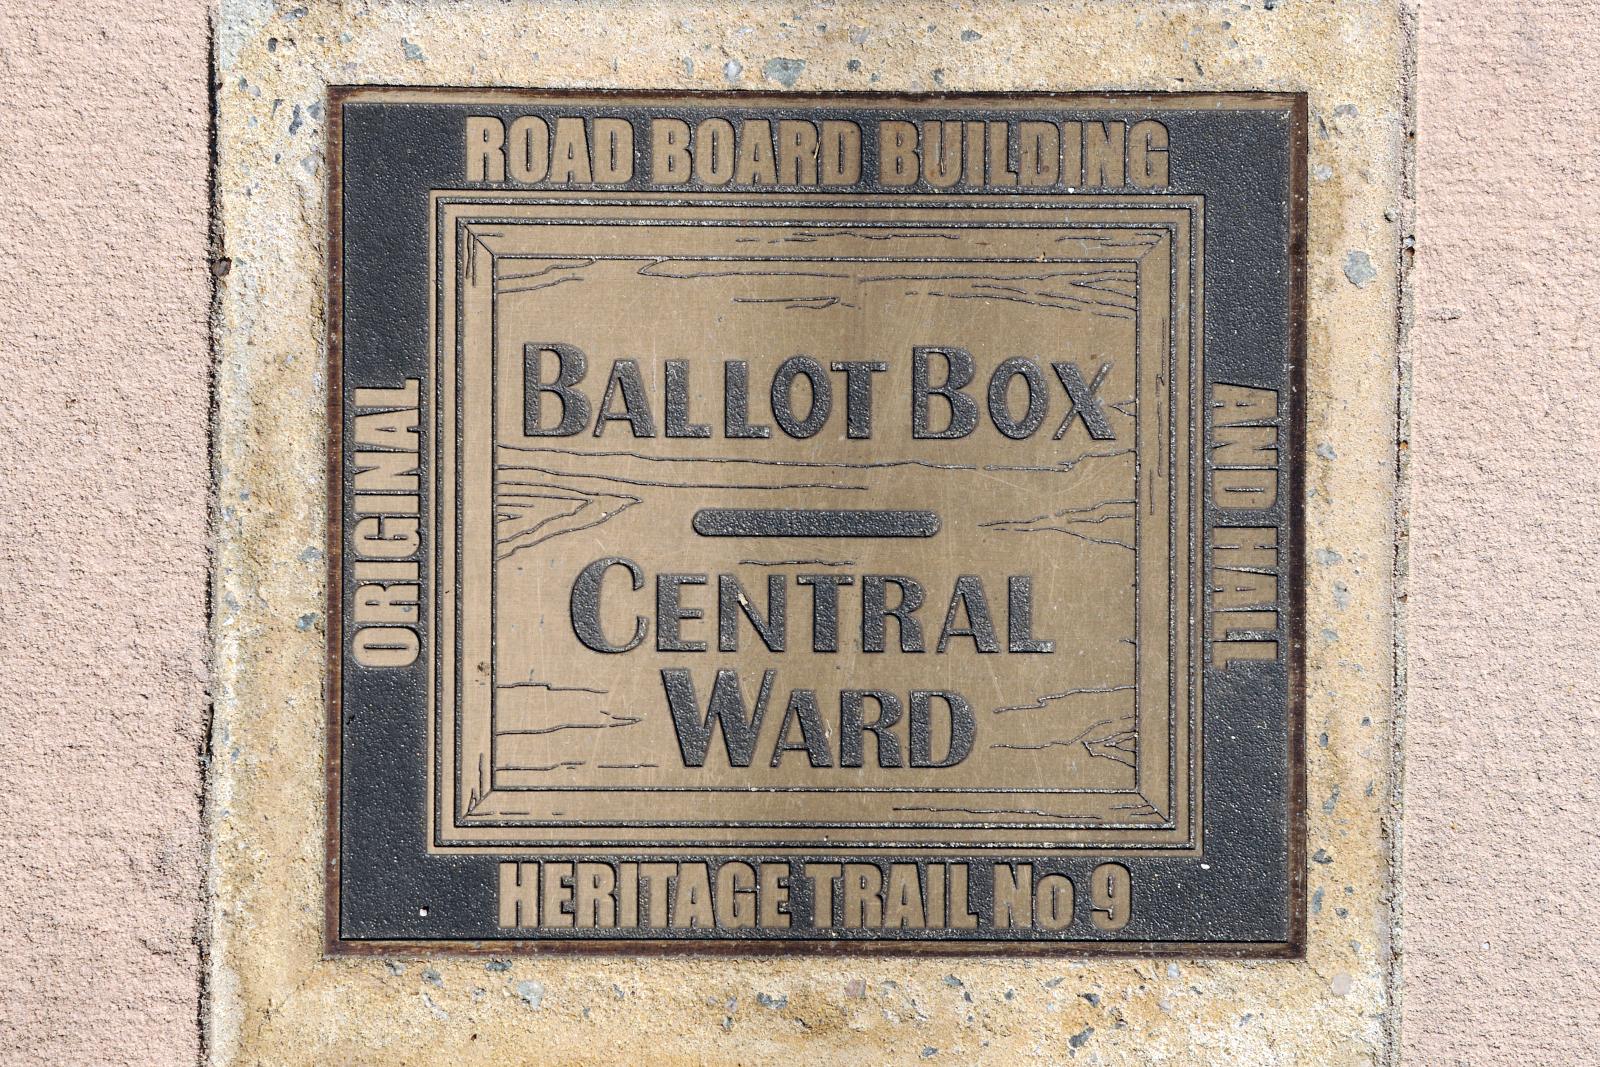 ORIGINAL
ROAD BOARD BUILDING
AND HALL
BALLOT BOX
CENTRAL
WARD
HERITAGE TRAIL No 9